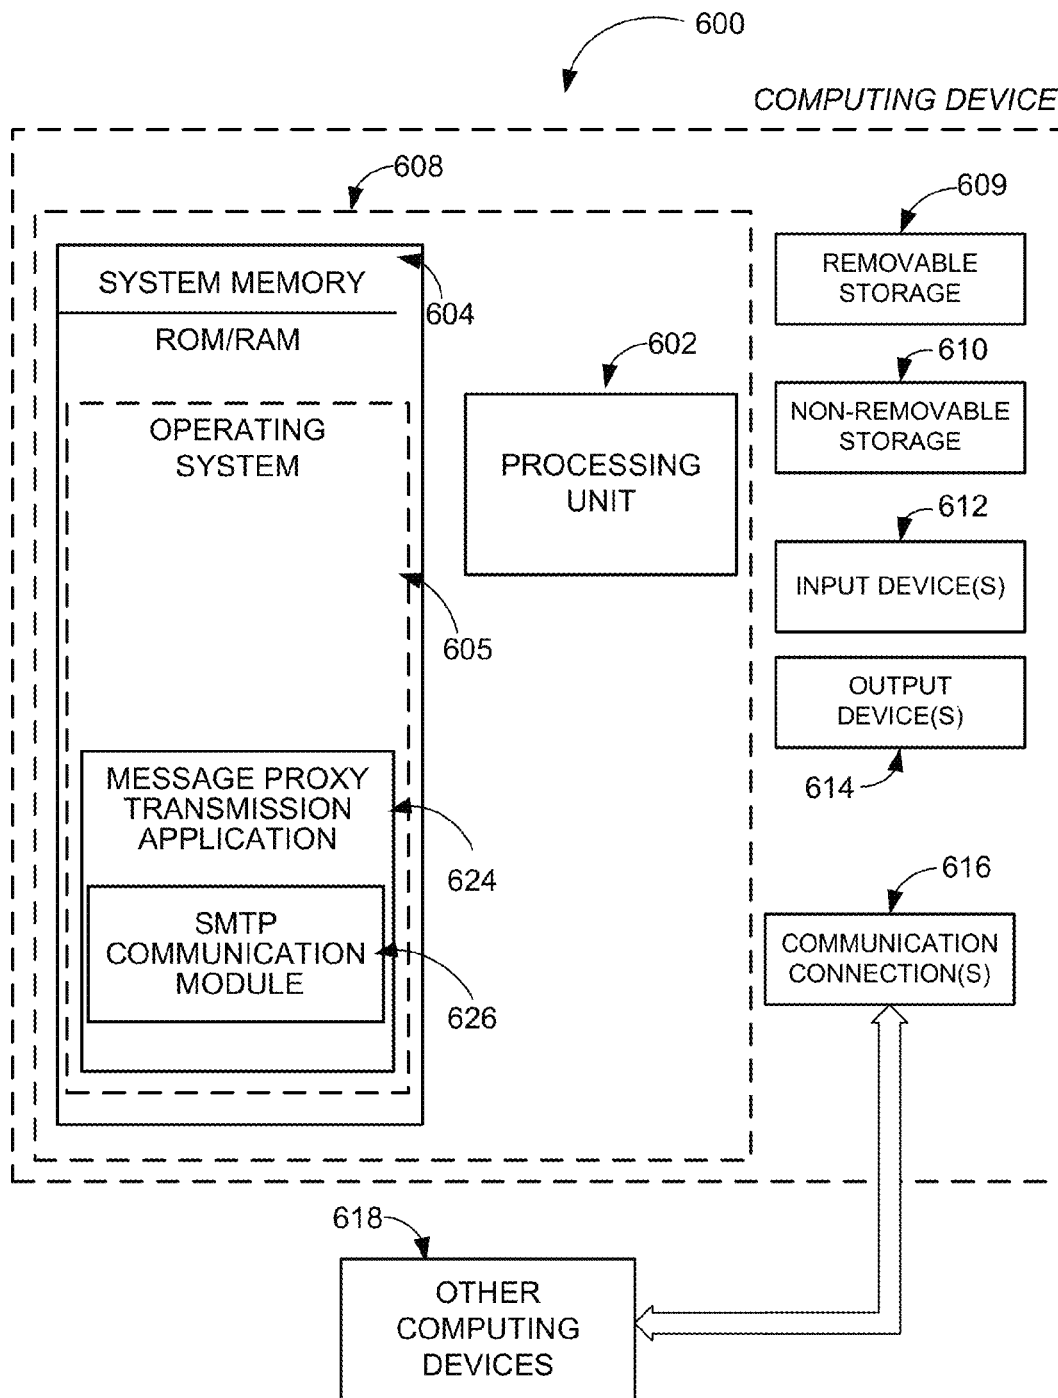 600
COMPUTING DEVICE
608
609
SYSTEM MEMORY
604
ROM/RAM
REMOVABLE
STORAGE
602
610
OPERATING
SYSTEM
PROCESSING
UNIT
NON-REMOVABLE
STORAGE
612
INPUT DEVICE(S)
605
OUTPUT
DEVICE(S)
614
MESSAGE PROXY
TRANSMISSION
APPLICATION
624
616
SMTP
COMMUNICATION
MODULE
626
COMMUNICATION
CONNECTION(S)
618
OTHER
COMPUTING
DEVICES